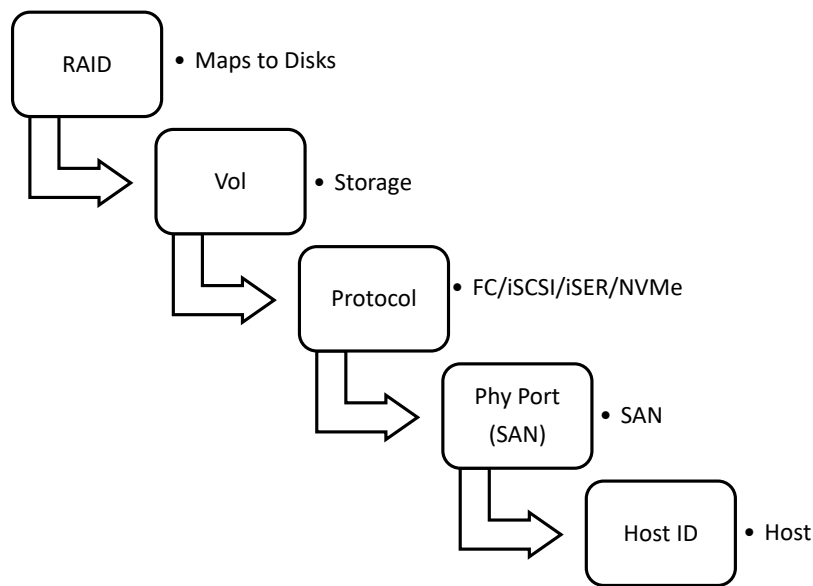 RAID
• Maps to Disks
Vol
• Storage
Protocol
• FC/iSCSI/iSER/NVMe
Phy Port
(SAN)
• SAN
Host ID
• Host